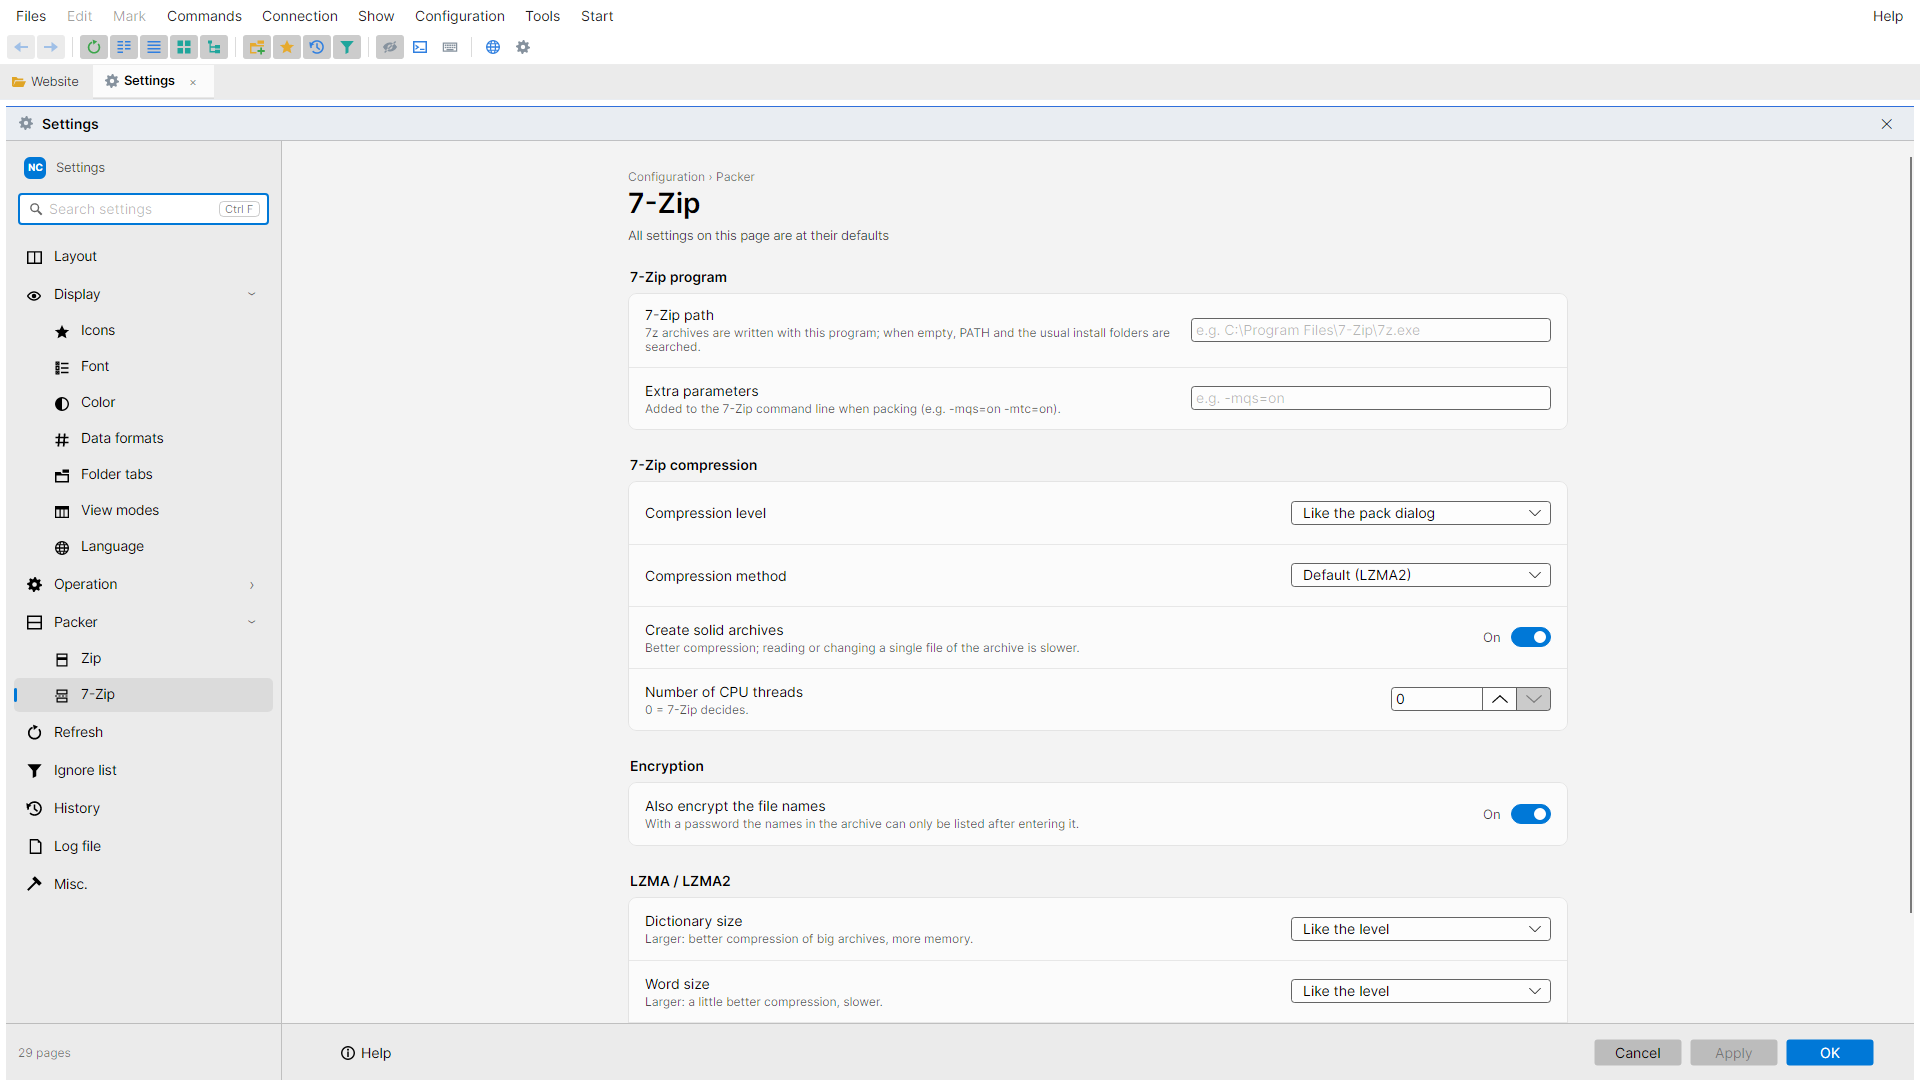 Files Edit Mark Commands Connection Show Configuration Tools Start Help
Website Settings ×
Settings
NC Settings
Search settings Ctrl F
Layout
Display
Icons
Font
Color
Data formats
Folder tabs
View modes
Language
Operation
Packer
Zip
7-Zip
Refresh
Ignore list
History
Log file
Misc.
29 pages
Configuration › Packer
7-Zip
All settings on this page are at their defaults
7-Zip program
7-Zip path
7z archives are written with this program; when empty, PATH and the usual install folders are
searched.
e.g. C:\Program Files\7-Zip\7z.exe
Extra parameters
Added to the 7-Zip command line when packing (e.g. -mqs=on -mtc=on).
e.g. -mqs=on
7-Zip compression
Compression level Like the pack dialog
Compression method Default (LZMA2)
Create solid archives
Better compression; reading or changing a single file of the archive is slower.
On
Number of CPU threads
0 = 7-Zip decides.
0
Encryption
Also encrypt the file names
With a password the names in the archive can only be listed after entering it.
On
LZMA / LZMA2
Dictionary size
Larger: better compression of big archives, more memory.
Like the level
Word size
Larger: a little better compression, slower.
Like the level
Help
Cancel Apply OK